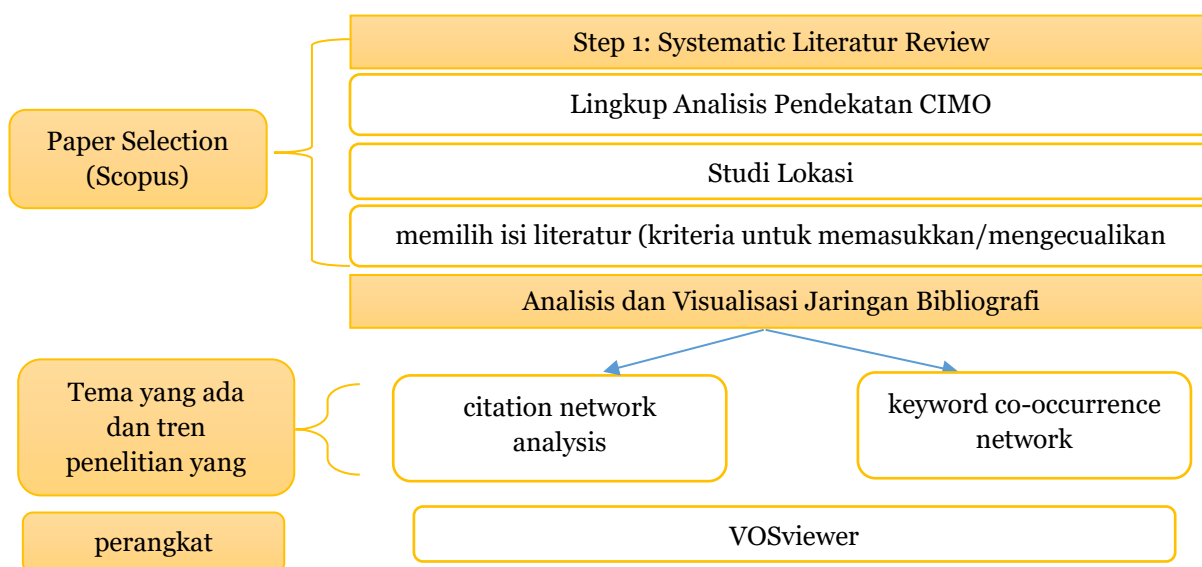 Step 1: Systematic Literatur Review
Lingkup Analisis Pendekatan CIMO
Paper Selection
(Scopus)
Studi Lokasi
memilih isi literatur (kriteria untuk memasukkan/mengecualikan
Analisis dan Visualisasi Jaringan Bibliografi
Tema yang ada
dan tren
penelitian yang
citation network
analysis
keyword co-occurrence
network
perangkat
VOSviewer